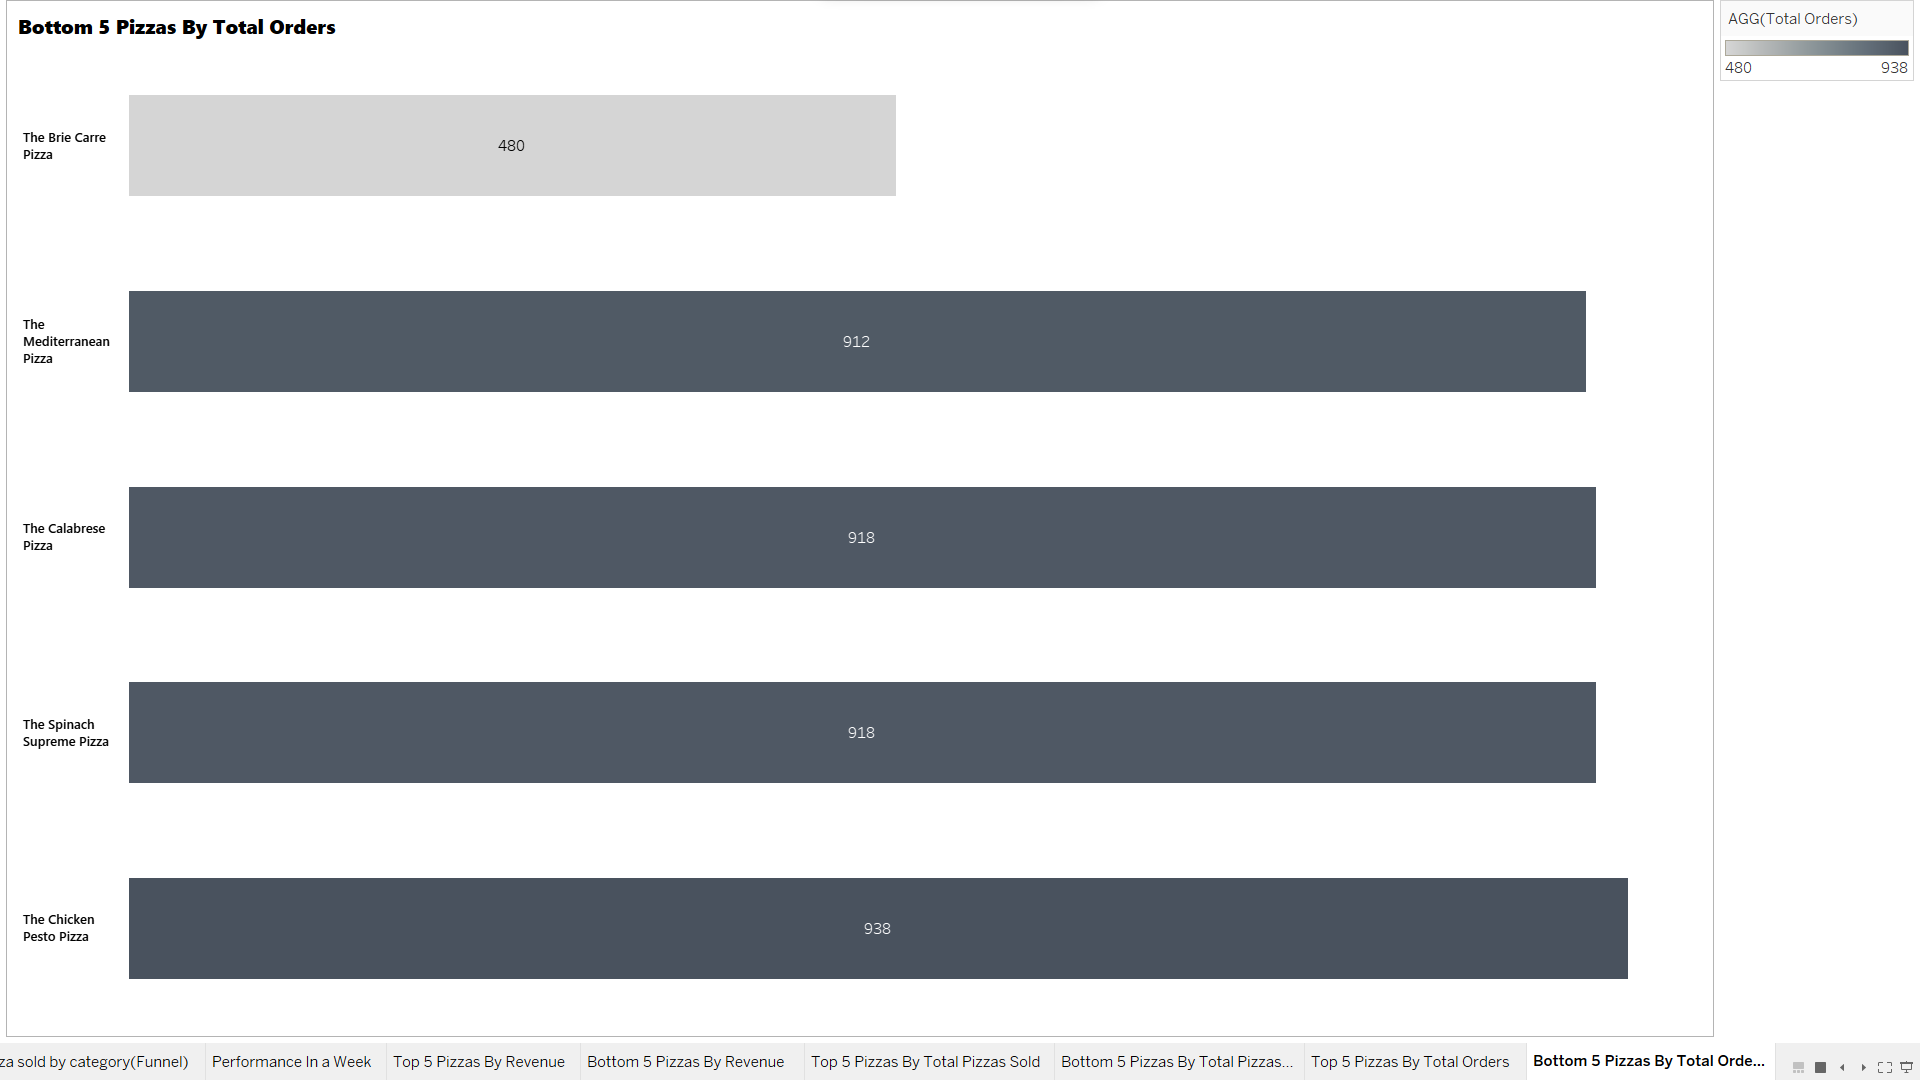 Bottom 5 Pizzas By Total Orders
AGG(Total Orders)
480 938
The Brie Carre
Pizza
480
The
Mediterranean
Pizza
912
The Calabrese
Pizza
918
The Spinach
Supreme Pizza
918
The Chicken
Pesto Pizza
938
za sold by category(Funnel) Performance In a Week Top 5 Pizzas By Revenue Bottom 5 Pizzas By Revenue Top 5 Pizzas By Total Pizzas Sold Bottom 5 Pizzas By Total Pizzas... Top 5 Pizzas By Total Orders Bottom 5 Pizzas By Total Orde...